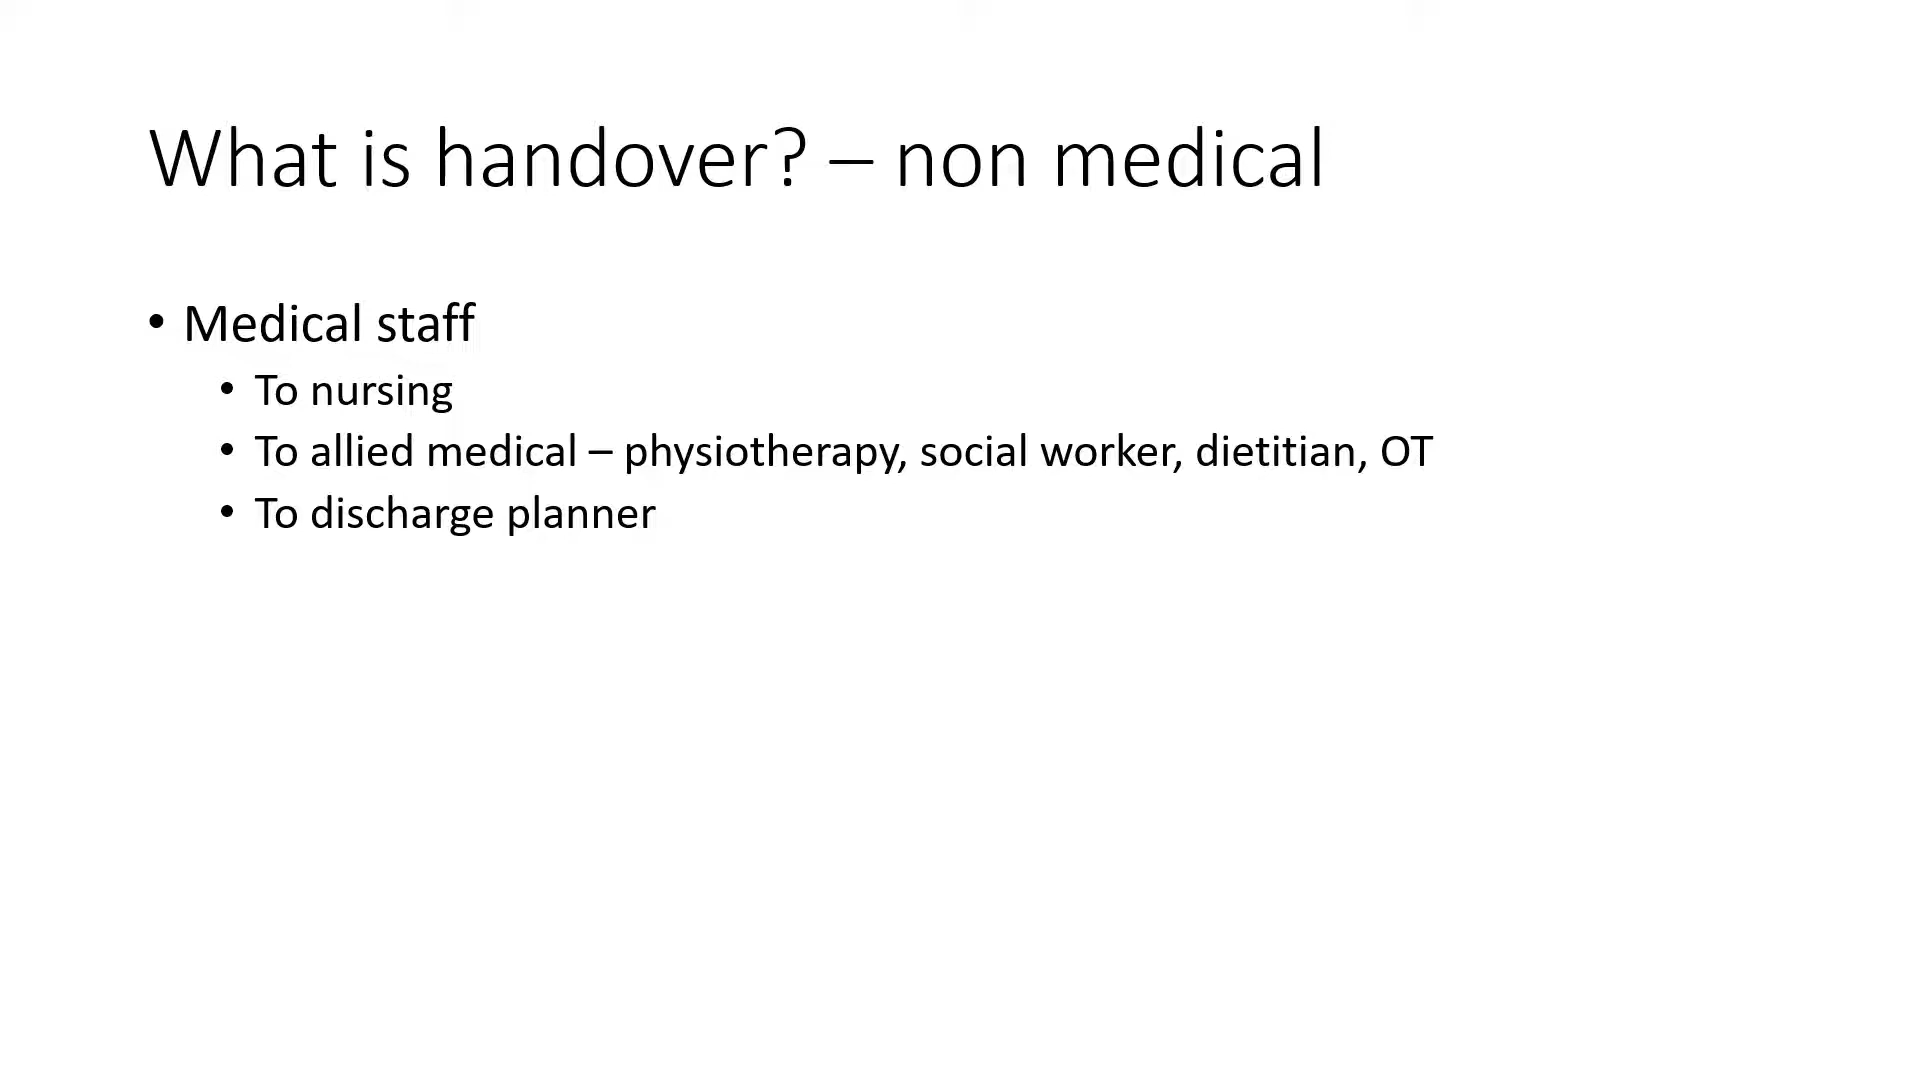 What is handover? – non medical
• Medical staff
• To nursing
• To allied medical – physiotherapy, social worker, dietitian, OT
• To discharge planner